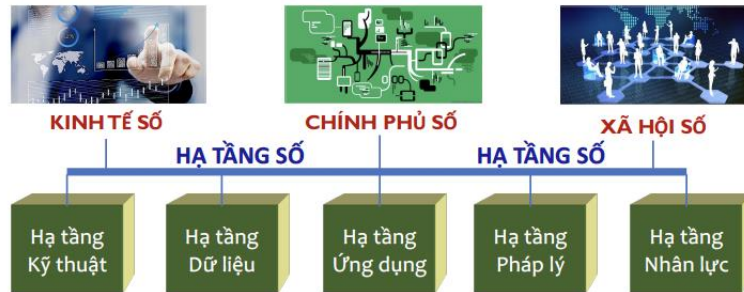 KINH TẾ SỐ
CHÍNH PHỦ SỐ
XÃ HỘI SỐ
HẠ TẦNG SỐ
HẠ TẦNG SỐ
Hạ tầng
Kỹ thuật
Hạ tầng
Dữ liệu
Hạ tầng
Ứng dụng
Hạ tầng
Pháp lý
Hạ tầng
Nhân lực